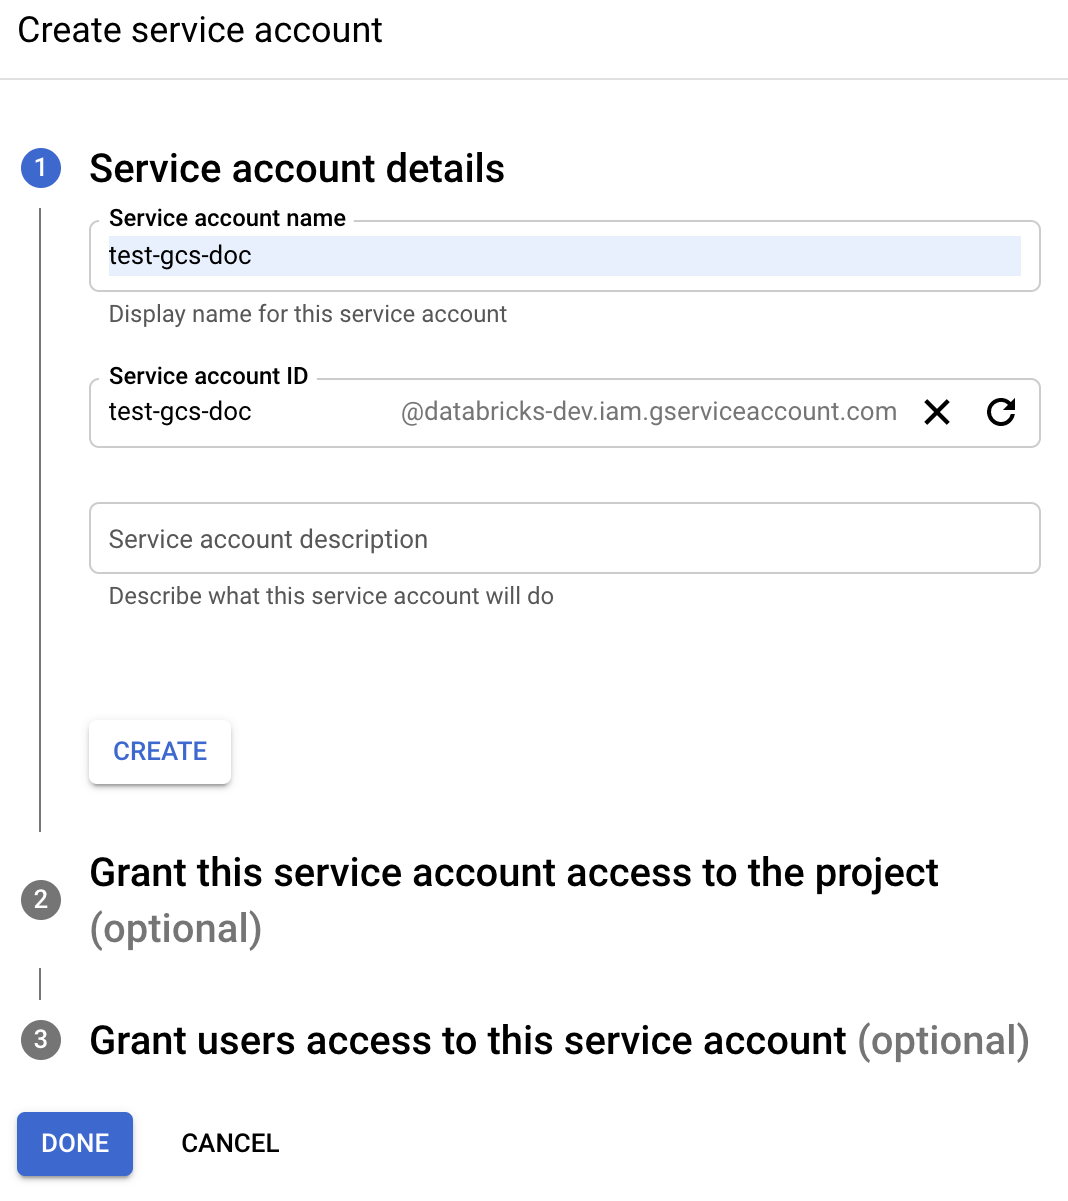 Create service account
1 Service account details
Service account name
test-gcs-doc
Display name for this service account
Service account ID
test-gcs-doc @databricks-dev.iam.gserviceaccount.com
Service account description
Describe what this service account will do
CREATE
2 Grant this service account access to the project
(optional)
3 Grant users access to this service account (optional)
DONE CANCEL